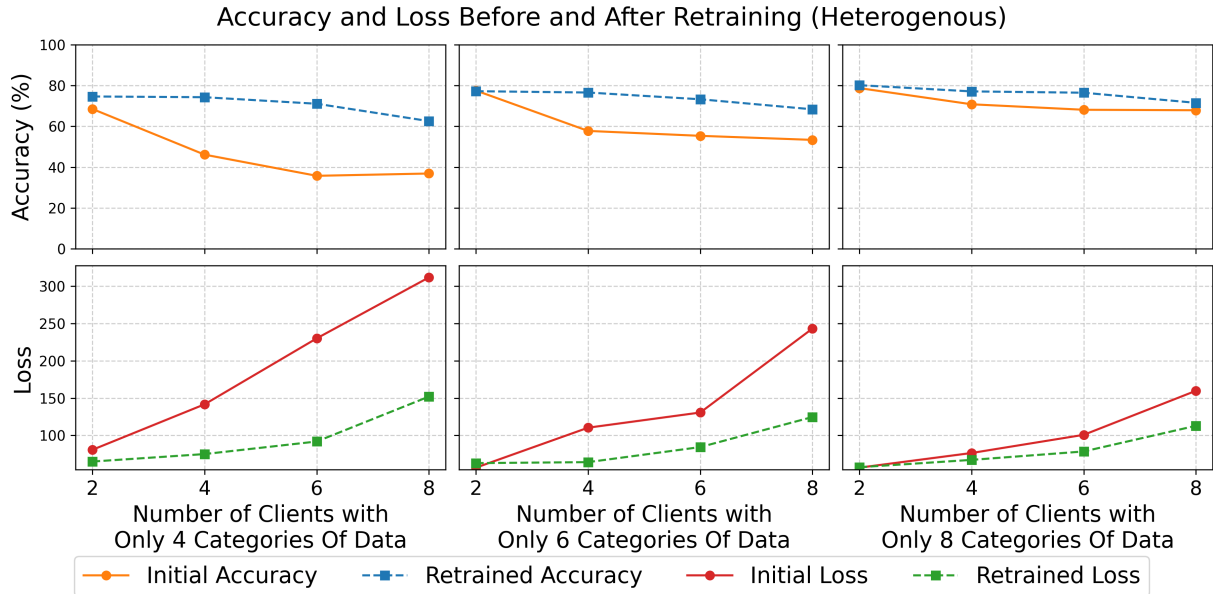 Accuracy and Loss Before and After Retraining (Heterogenous)
Accuracy (%)
100
80
60
40
20
0
Loss
300
250
200
150
100
2 4 6 8
2 4 6 8
2 4 6 8
Number of Clients with
Only 4 Categories Of Data
Number of Clients with
Only 6 Categories Of Data
Number of Clients with
Only 8 Categories Of Data
Initial Accuracy
Retrained Accuracy
Initial Loss
Retrained Loss